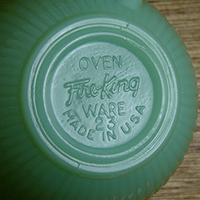 OVEN
Fire-King
WARE
23
MADE IN USA